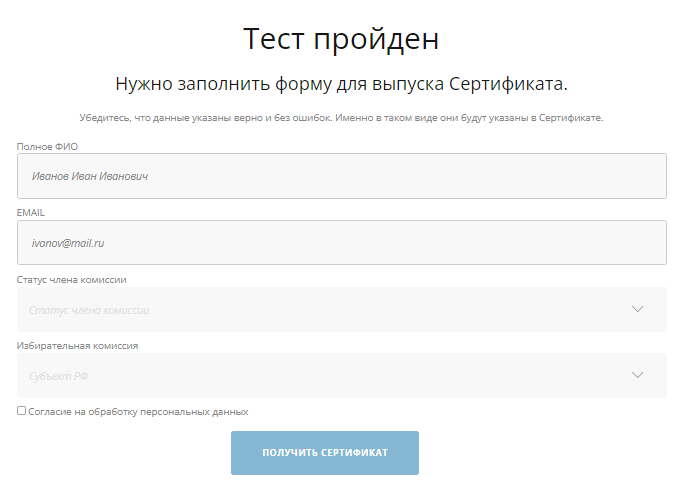 Тест пройден
Нужно заполнить форму для выпуска Сертификата.
Убедитесь, что данные указаны верно и без ошибок. Именно в таком виде они будут указаны в Сертификате.
Полное ФИО
Иванов Иван Иванович
EMAIL
ivanov@mail.ru
Статус члена комиссии
Статус члена комиссии
Избирательная комиссия
Субъект РФ
Согласие на обработку персональных данных
ПОЛУЧИТЬ СЕРТИФИКАТ